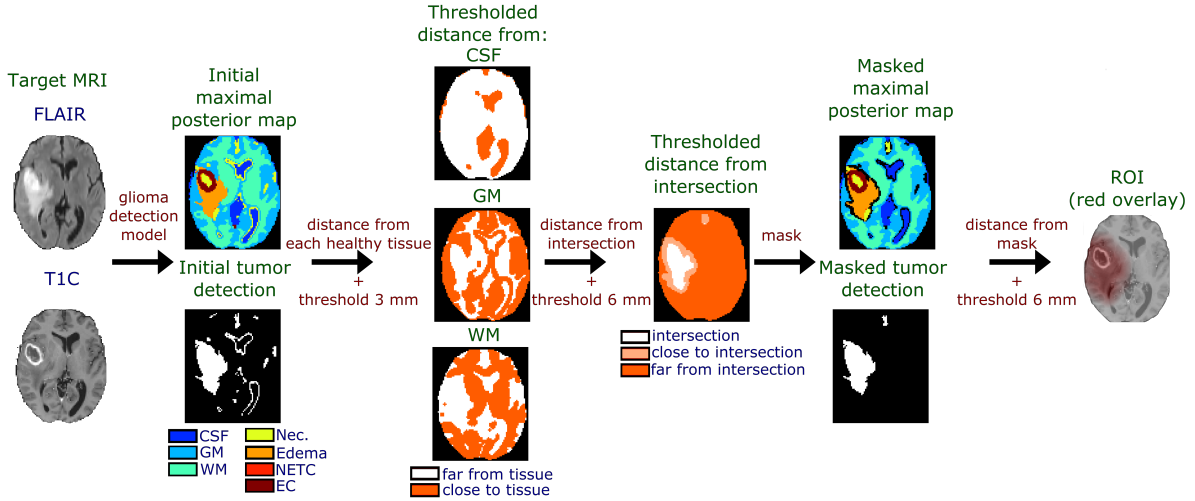 Target MRI
FLAIR
T1C
glioma
detection
model
Initial
maximal
posterior map
Initial tumor
detection
CSF
GM
WM
Nec.
Edema
NETC
EC
distance from
each healthy tissue
+
threshold 3 mm
Thresholded
distance from:
CSF
GM
WM
far from tissue
close to tissue
distance from
intersection
+
threshold 6 mm
Thresholded
distance from
intersection
intersection
close to intersection
far from intersection
mask
Masked
maximal
posterior map
Masked tumor
detection
distance from
mask
+
threshold 6 mm
ROI
(red overlay)